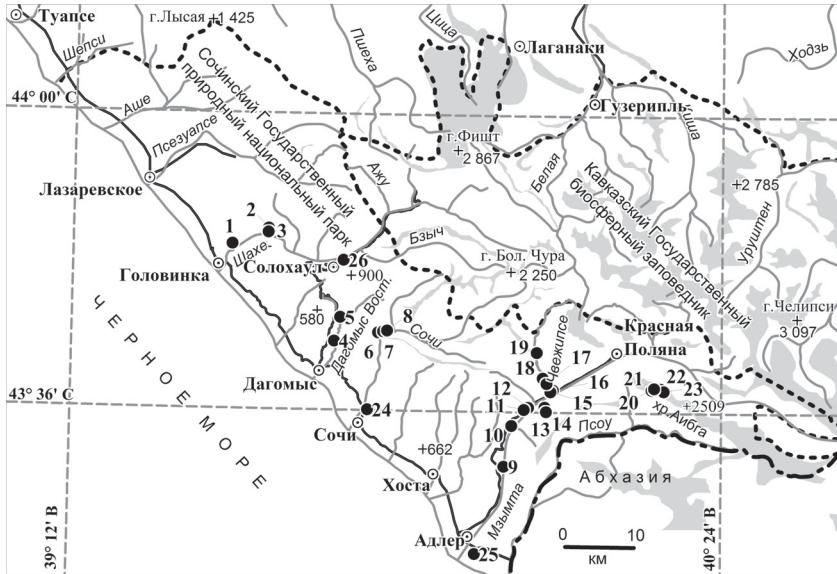 Туапсе
г.Лысая +1 425
Шепси
Аше
Псезуапсе
Пшеха
Цица
Лаганаки
Ходзь
44° 00' С
Сочинский Государственный
природный национальный
парк
Гузерипль
г.Фишт
+ 2 867
Белая
Киша
Кавказский Государственный
биосферный заповедник
+2 785
Уруштен
Лазаревское
Ажу
1
2
3
Шахе
Бзыч
г. Бол. Чура
+ 2 250
г.Челипси
+
3 097
Головинка
Солохаул
26
+900
+
580
5
4
Дагомыс Вост.
6
7
8
Сочи
Красная
Поляна
Чвежипсе
19
18
17
16
15
14
13
12
11
10
9
20
21
22
23
+2509
хр.Аибга
Дагомыс
43° 36' С
24
Сочи
+662
Псоу
Хоста
Мзымта
Абхазия
Адлер
25
ЧЕРНОЕ МОРЕ
39° 12' В
40° 24' В
0 10
км